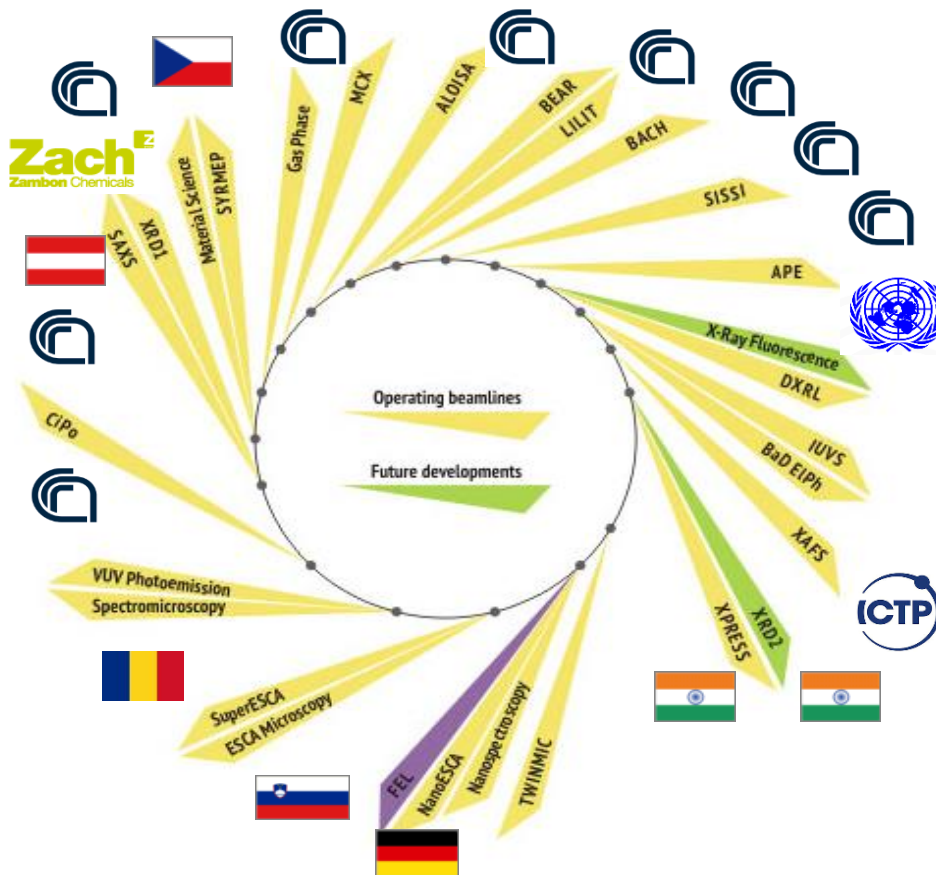 Zach
Z
Zambon Chemicals
SAXS
XRD1
Material Science
SYRMEP
Gas Phase
MCX
ALOISA
BEAR
LILIT
BACH
SISSI
APE
X-Ray Fluorescence
DXRL
IUVS
BaD ElPh
XAFS
ICTP
XRD2
XPRESS
TWINMIC
Nanospectroscopy
NanoESCA
FEL
ESCA Microscopy
SuperESCA
Spectromicroscopy
VUV Photoemission
CiPo
Operating beamlines
Future developments